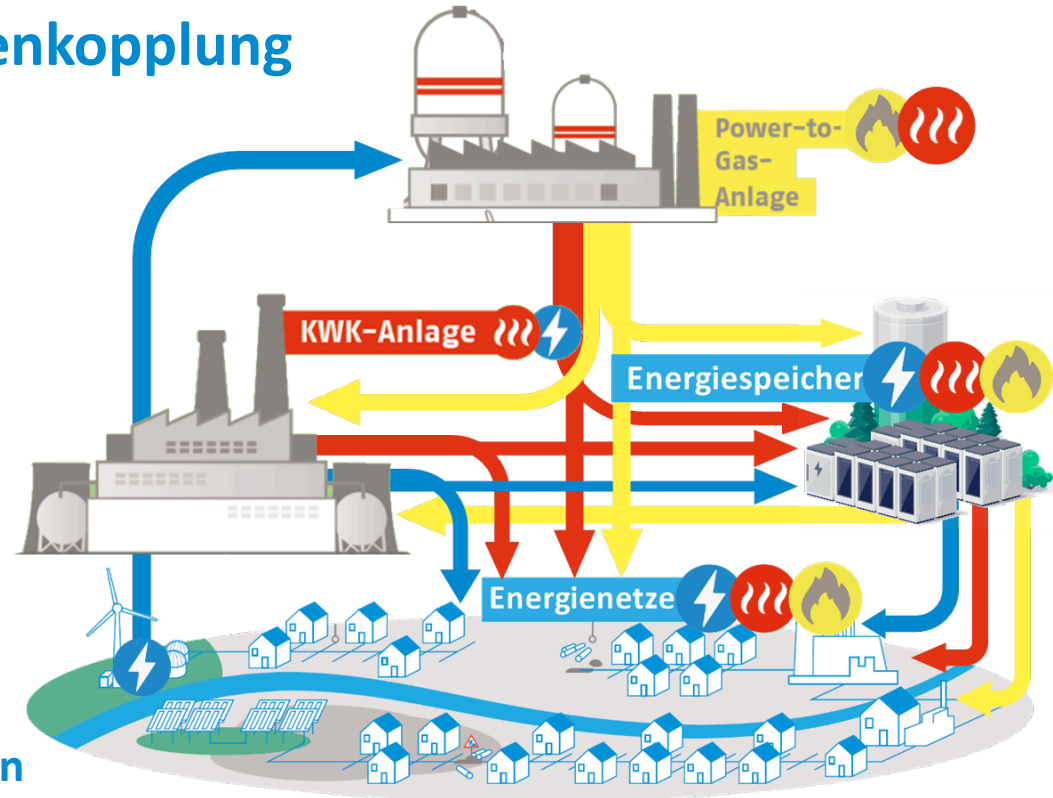 enkopplung
Power-to-
Gas-
Anlage
KWK-Anlage
Energiespeicher
Energienetze
n